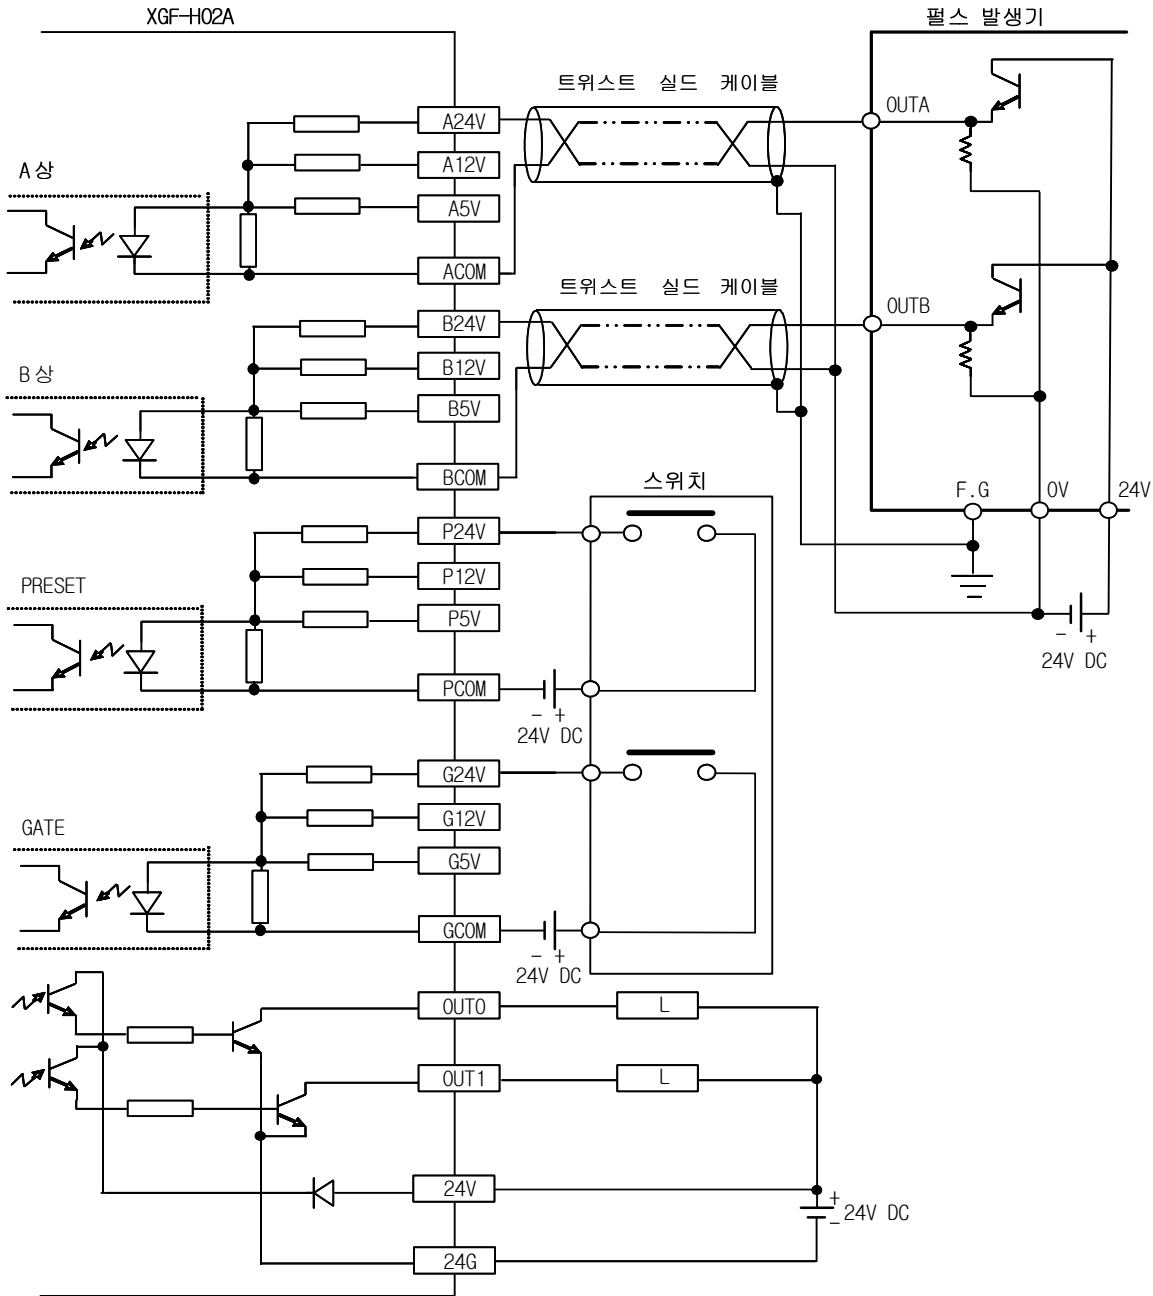 XGF-H02A
펄스 발생기
트위스트 실드 케이블
OUTA
A24V
A12V
A상
A5V
ACOM
트위스트 실드 케이블
OUTB
B24V
B12V
B상
B5V
BCOM
스위치
F.G
0V
24V
P24V
P12V
PRESET
P5V
- +
24V DC
PCOM
- +
24V DC
G24V
G12V
GATE
G5V
GCOM
- +
24V DC
OUT0
L
OUT1
L
24V
+
24V DC
-
24G